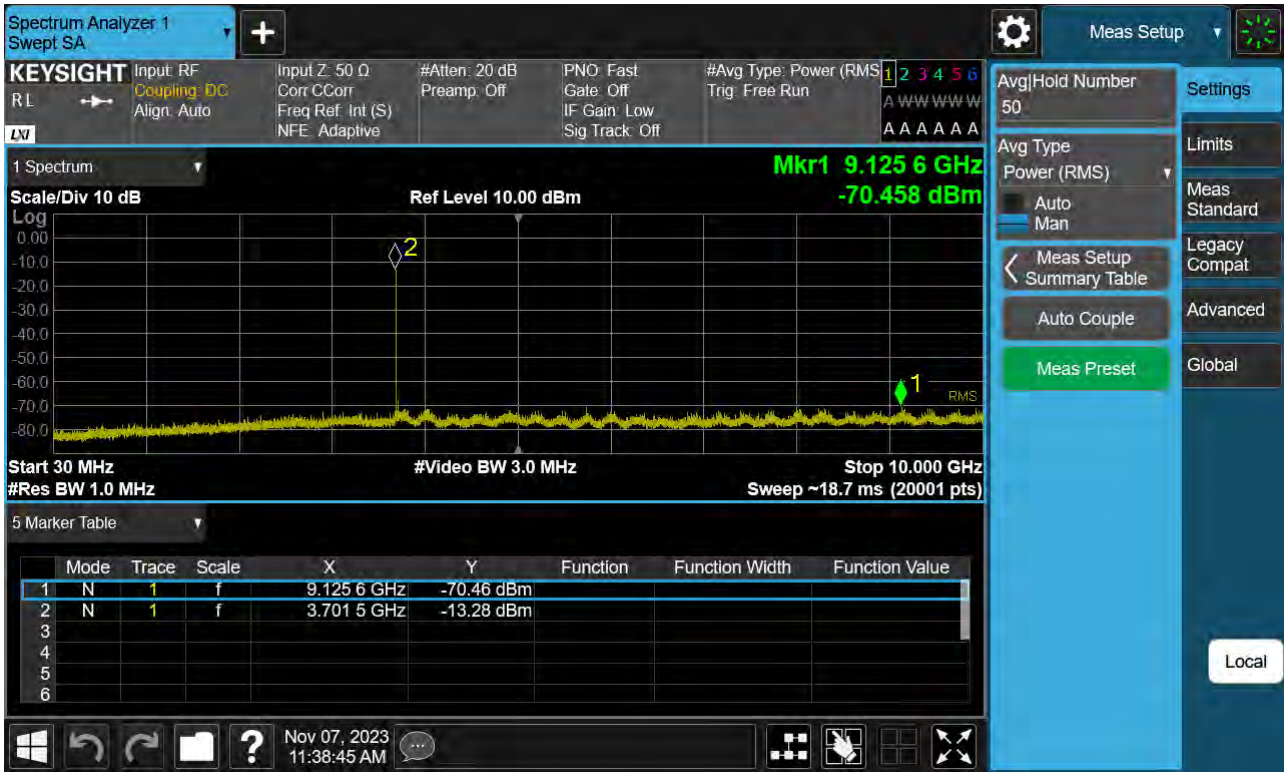 Spectrum Analyzer 1
Swept SA
+
Meas Setup
KEYSIGHT
RL
LXI
Input: RF
Coupling: DC
Align: Auto
Input Z: 50 Ω
Corr CCorr
Freq Ref: Int (S)
NFE: Adaptive
#Atten: 20 dB
Preamp: Off
PNO: Fast
Gate: Off
IF Gain: Low
Sig Track: Off
#Avg Type: Power (RMS
Trig: Free Run
1 2 3 4 5 6
A W W W W W
A A A A A A
1 Spectrum
Mkr1 9.125 6 GHz
Scale/Div 10 dB
Ref Level 10.00 dBm
-70.458 dBm
Log
0.00
-10.0
-20.0
-30.0
-40.0
-50.0
-60.0
-70.0
-80.0
2
1
RMS
Start 30 MHz
#Video BW 3.0 MHz
Stop 10.000 GHz
#Res BW 1.0 MHz
Sweep ~18.7 ms (20001 pts)
5 Marker Table
Mode Trace Scale X Y Function Function Width Function Value
1 N 1 f 9.125 6 GHz -70.46 dBm
2 N 1 f 3.701 5 GHz -13.28 dBm
3
4
5
6
?
Nov 07, 2023
11:38:45 AM
Avg|Hold Number
50
Avg Type
Power (RMS)
Auto
Man
Meas Setup
Summary Table
Auto Couple
Meas Preset
Settings
Limits
Meas
Standard
Legacy
Compat
Advanced
Global
Local